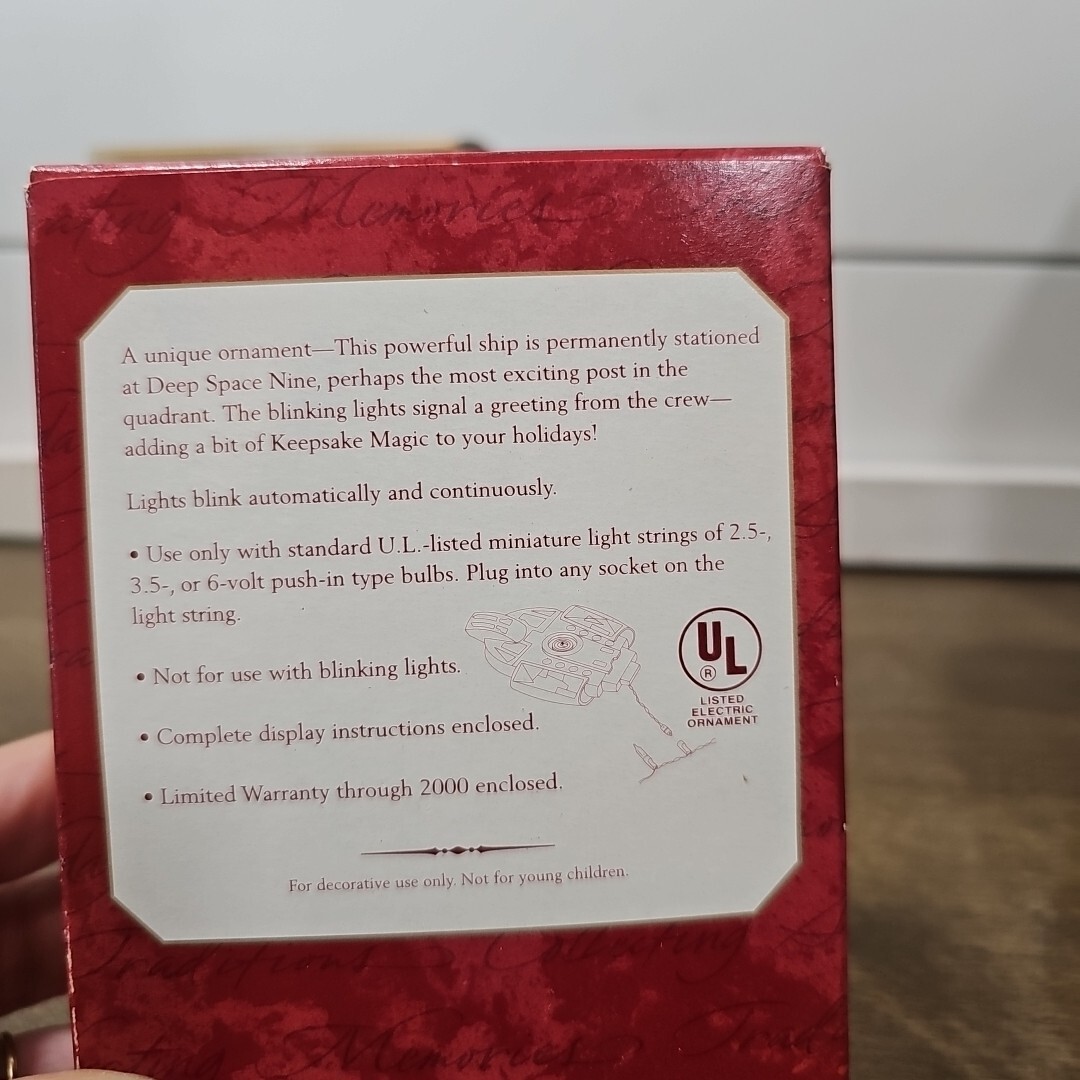 ating Memories
A unique ornament—This powerful ship is permanently stationed
at Deep Space Nine, perhaps the most exciting post in the
quadrant. The blinking lights signal a greeting from the crew—
adding a bit of Keepsake Magic to your holidays!
Lights blink automatically and continuously.
• Use only with standard U.L.-listed miniature light strings of 2.5-,
3.5-, or 6-volt push-in type bulbs. Plug into any socket on the
light string.
• Not for use with blinking lights.
UL
®
LISTED
ELECTRIC
ORNAMENT
• Complete display instructions enclosed.
• Limited Warranty through 2000 enclosed.
For decorative use only. Not for young children.
Traditions Collecting
ating Memories Trad